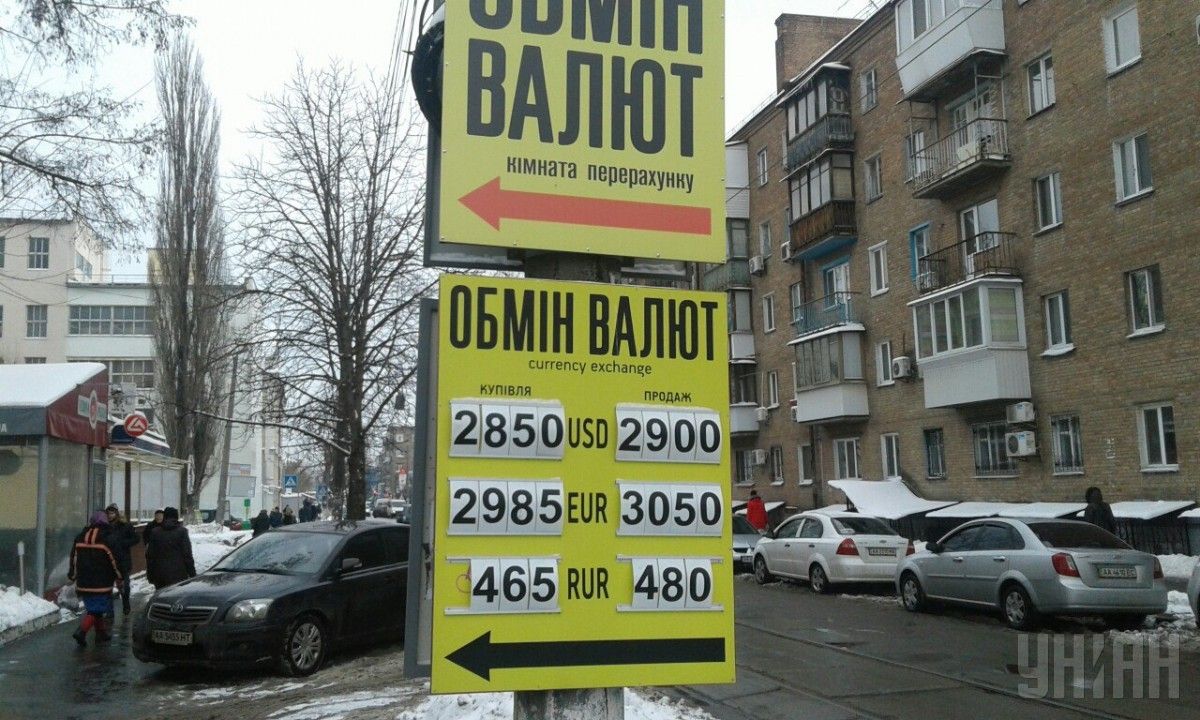 ОБМІН
ВАЛЮТ
кімната перерахунку
ОБМІН ВАЛЮТ
currency exchange
КУПІВЛЯ ПРОДАЖ
2850 USD 2900
2985 EUR 3050
465 RUR 480
УНІАН